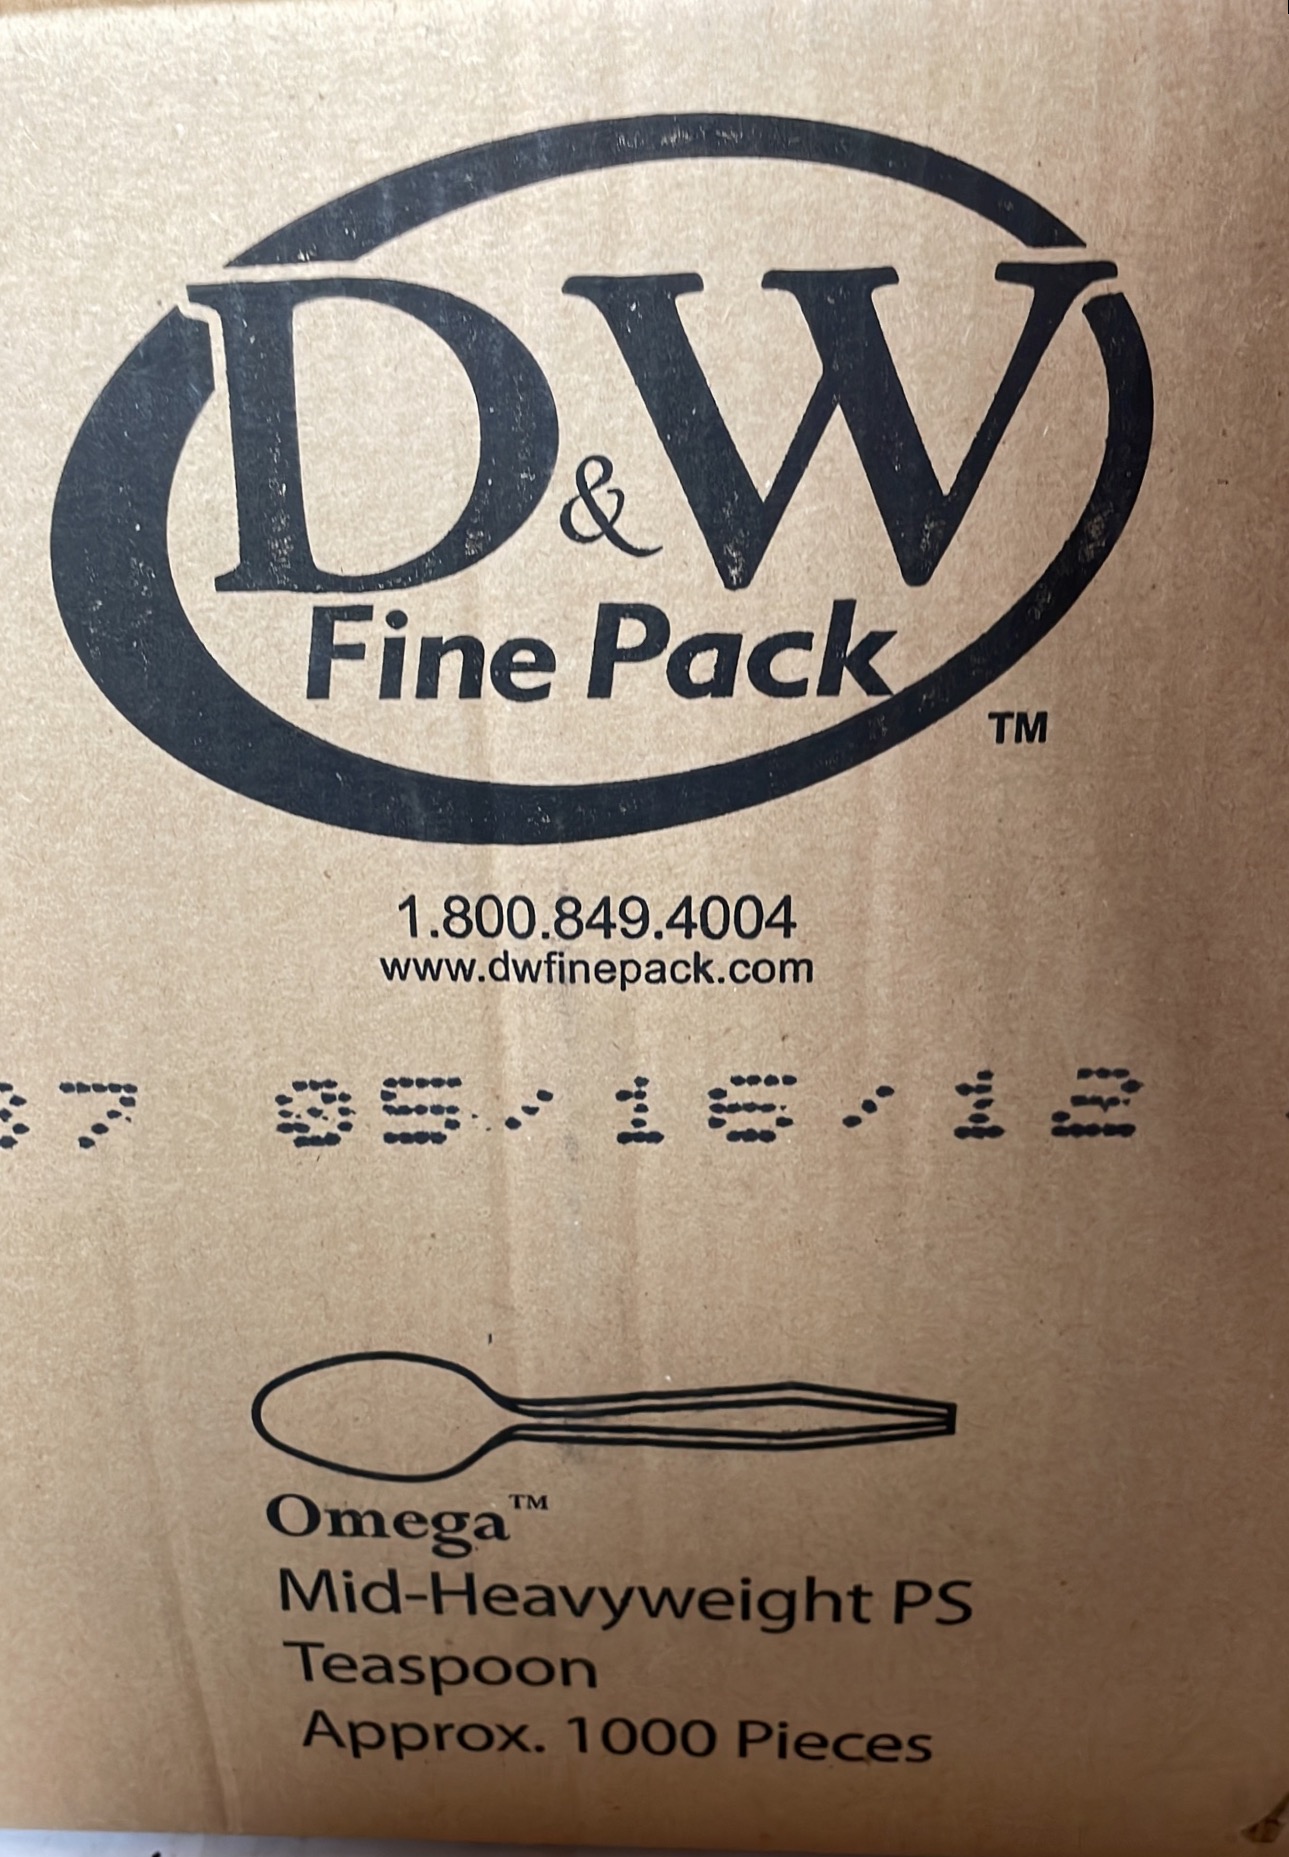 D&W
Fine Pack
TM
1.800.849.4004
www.dwfinepack.com
7 05/16/12
Omega™
Mid-Heavyweight PS
Teaspoon
Approx. 1000 Pieces